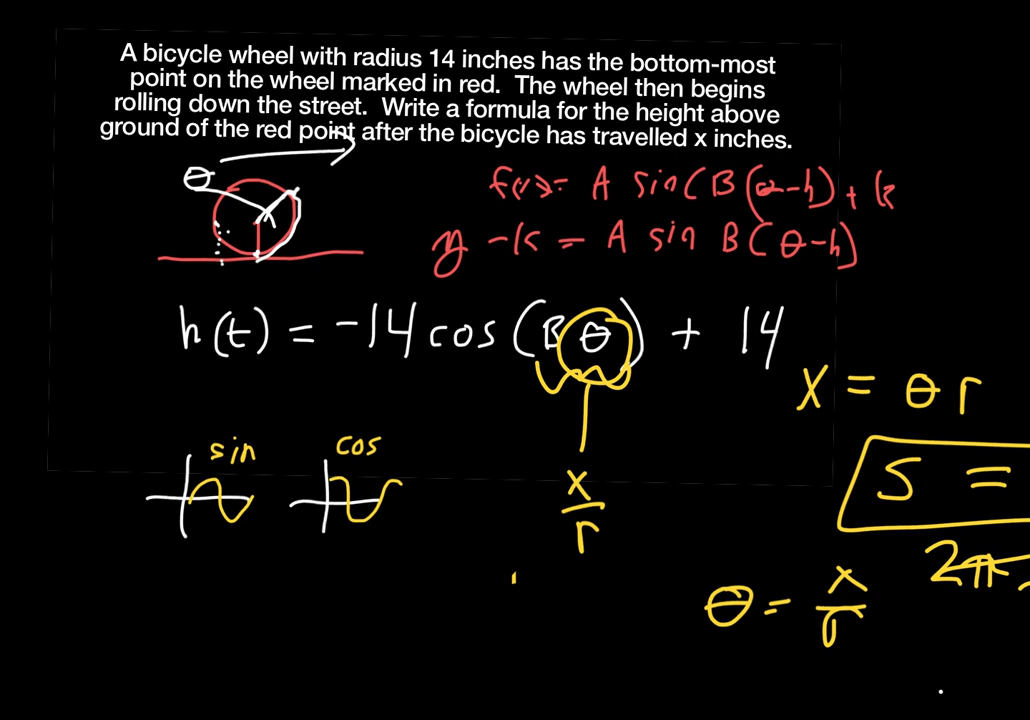 A bicycle wheel with radius 14 inches has the bottom-most
point on the wheel marked in red. The wheel then begins
rolling down the street. Write a formula for the height above
ground of the red point after the bicycle has travelled x inches.
θ
A sin(B(θ-h) + k
y - k = A sin B(θ-h)
h(t) = -14 cos (Bθ) + 14
x = θ r
sin
cos
S =
x
r
θ = x
r
2π